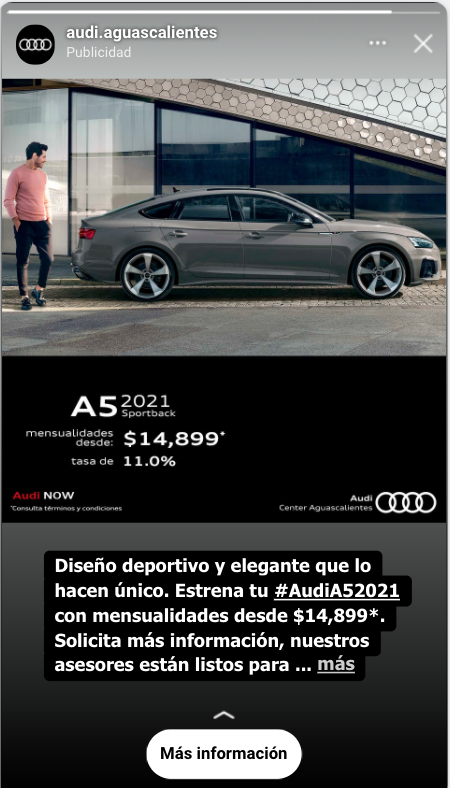 audi.aguascalientes
Publicidad
A5 2021
Sportback
mensualidades
desde: $14,899*
tasa de 11.0%
Audi NOW
*Consulta términos y condiciones
Audi
Center Aguascalientes
Diseño deportivo y elegante que lo
hacen único. Estrena tu #AudiA52021
con mensualidades desde $14,899*.
Solicita más información, nuestros
asesores están listos para ... más
Más información